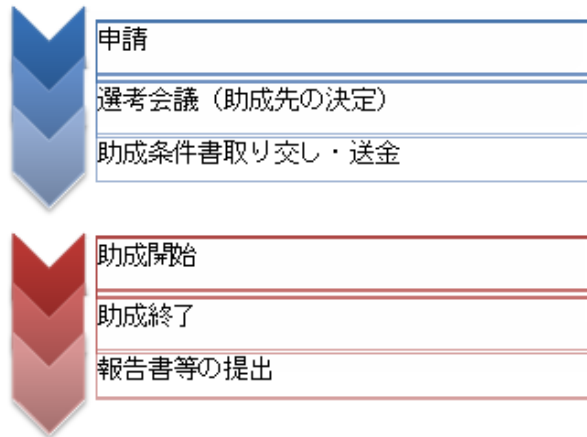 申請
選考会議（助成先の決定）
助成条件書取り交し・送金
助成開始
助成終了
報告書等の提出